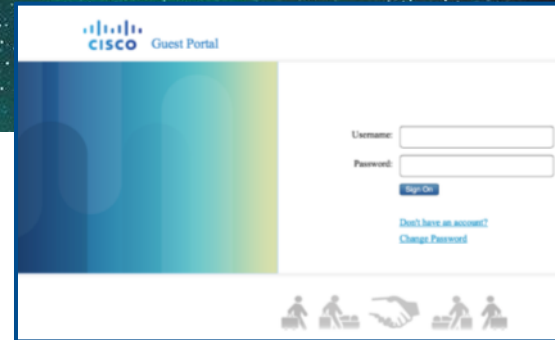 CISCO Guest Portal
Username:
Password:
Sign On
Don't have an account?
Change Password